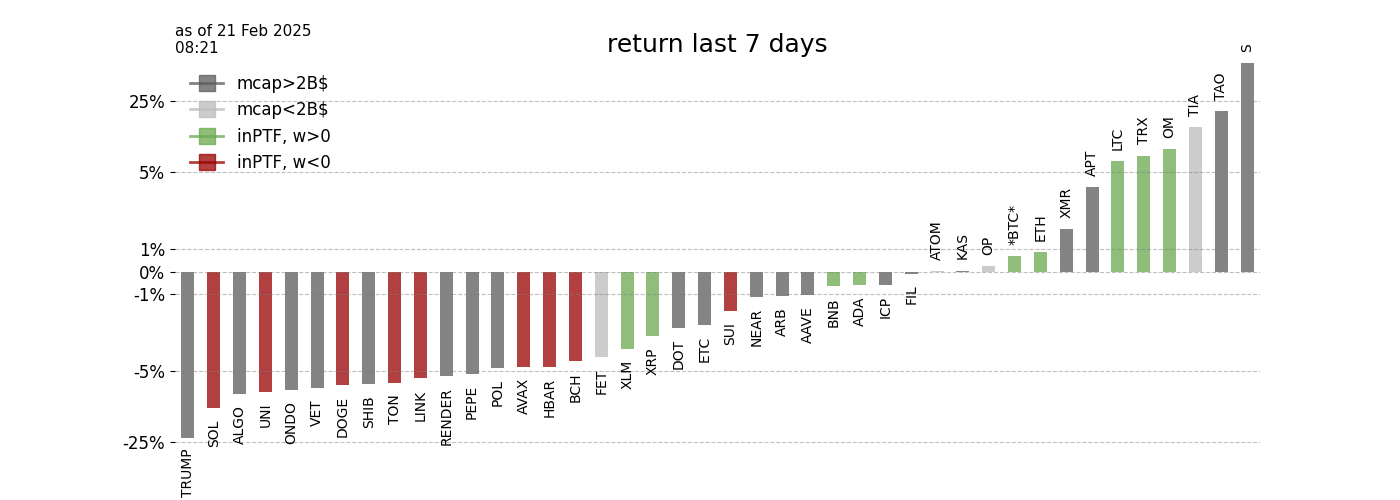 as of 21 Feb 2025
08:21
return last 7 days
mcap>2B$
mcap<2B$
inPTF, w>0
inPTF, w<0
25%
5%
1%
0%
-1%
-5%
-25%
TRUMP
SOL
ALGO
UNI
ONDO
VET
DOGE
SHIB
TON
LINK
RENDER
PEPE
POL
AVAX
HBAR
BCH
FET
XLM
XRP
DOT
ETC
SUI
NEAR
ARB
AAVE
BNB
ADA
ICP
FIL
ATOM
KAS
OP
*BTC*
ETH
XMR
APT
LTC
TRX
OM
TIA
TAO
S